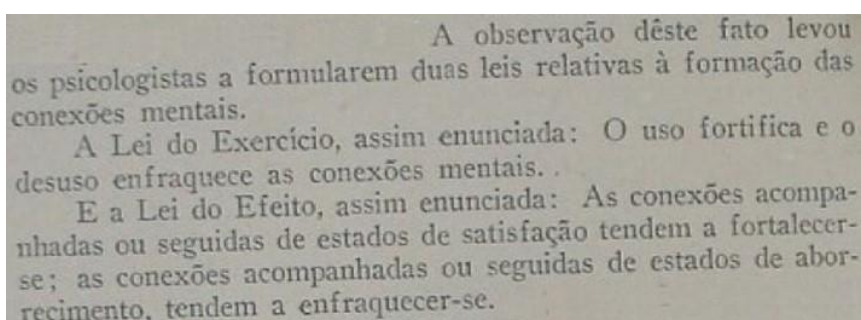 A observação dêste fato levou
os psicologistas a formularem duas leis relativas à formação das
conexões mentais.
A Lei do Exercício, assim enunciada: O uso fortifica e o
desuso enfraquece as conexões mentais.
E a Lei do Efeito, assim enunciada: As conexões acompa-
nhadas ou seguidas de estados de satisfação tendem a fortalecer-
se; as conexões acompanhadas ou seguidas de estados de abor-
recimento, tendem a enfraquecer-se.